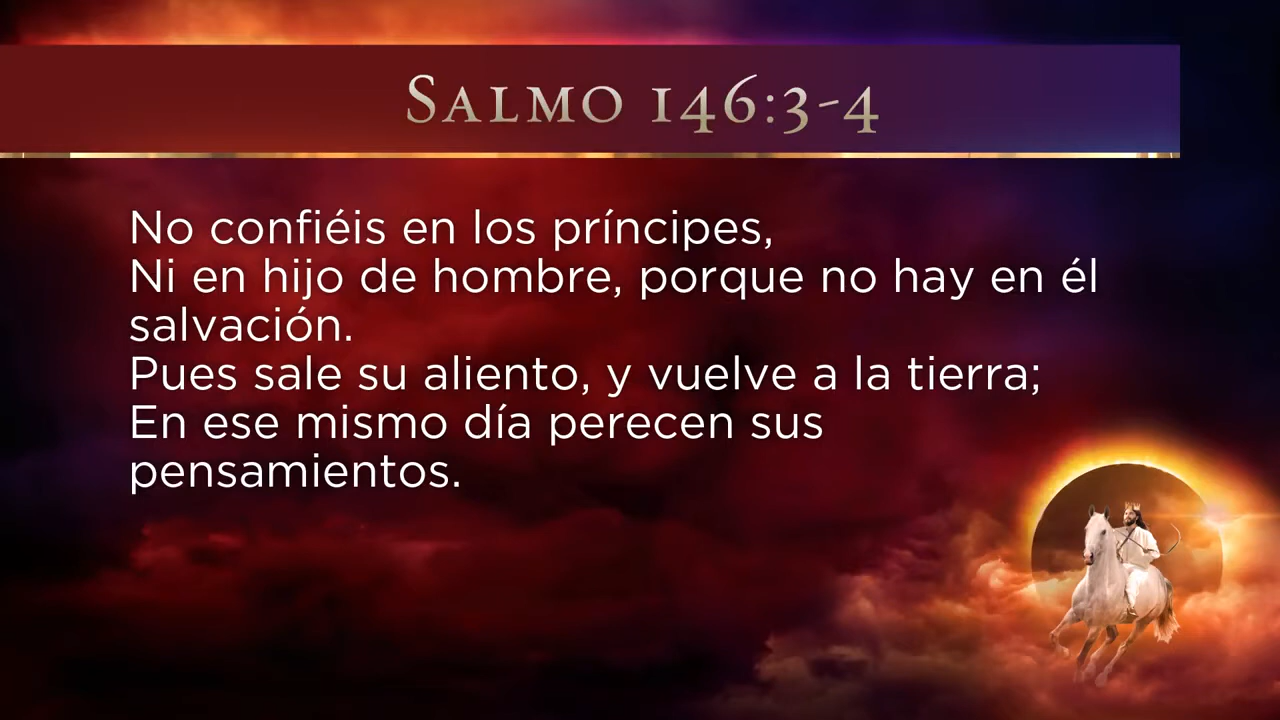 Salmo 146:3-4
No confiéis en los príncipes,
Ni en hijo de hombre, porque no hay en él
salvación.
Pues sale su aliento, y vuelve a la tierra;
En ese mismo día perecen sus
pensamientos.